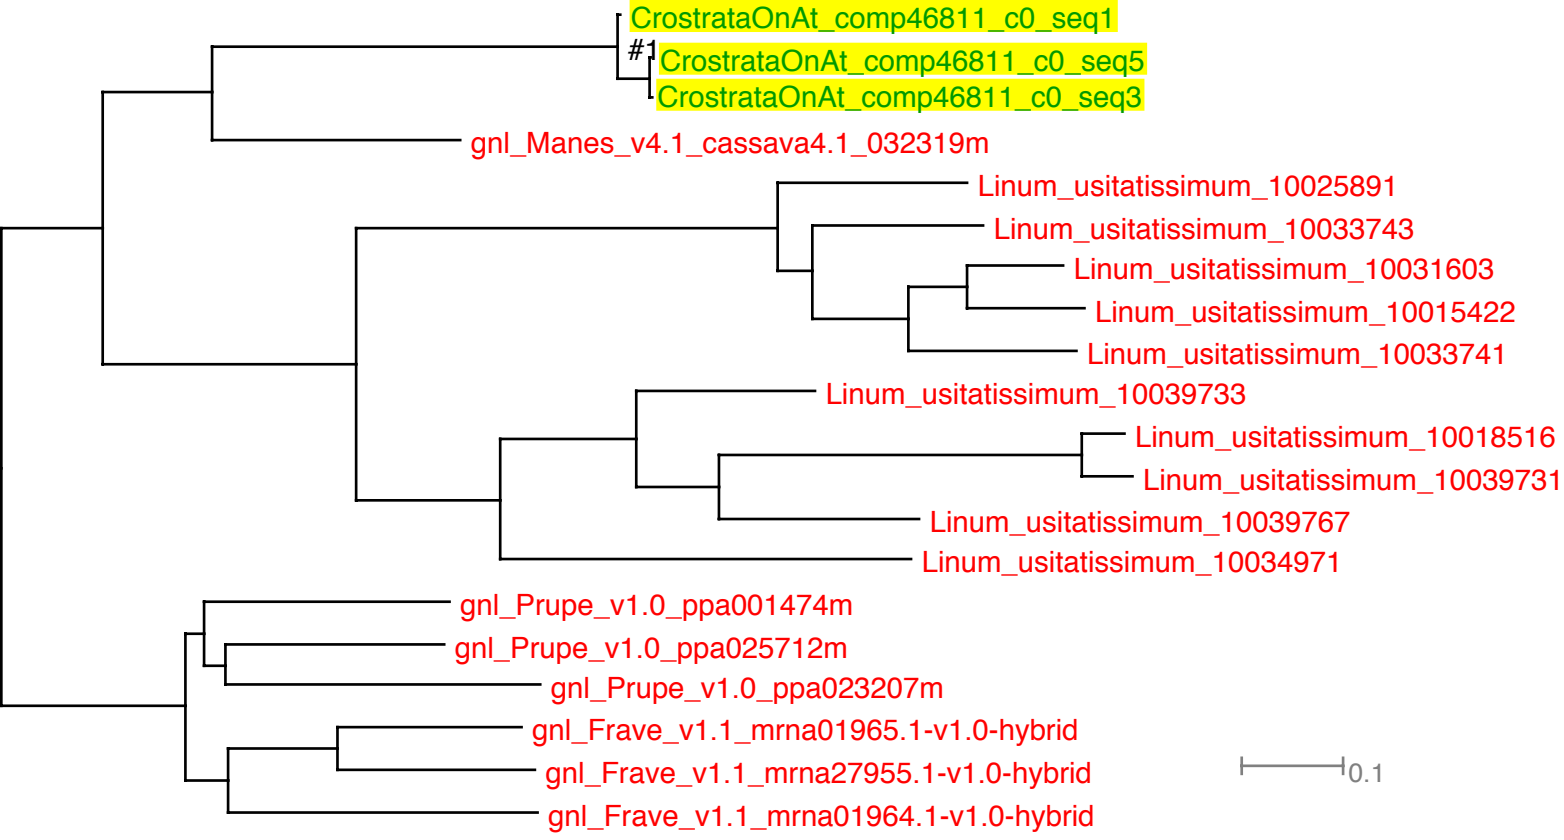 CrostrataOnAt_comp46811_c0_seq1
#1
CrostrataOnAt_comp46811_c0_seq5
CrostrataOnAt_comp46811_c0_seq3
gnl_Manes_v4.1_cassava4.1_032319m
Linum_usitatissimum_10025891
Linum_usitatissimum_10033743
Linum_usitatissimum_10031603
Linum_usitatissimum_10015422
Linum_usitatissimum_10033741
Linum_usitatissimum_10039733
Linum_usitatissimum_10018516
Linum_usitatissimum_10039731
Linum_usitatissimum_10039767
Linum_usitatissimum_10034971
gnl_Prupe_v1.0_ppa001474m
gnl_Prupe_v1.0_ppa025712m
gnl_Prupe_v1.0_ppa023207m
gnl_Frave_v1.1_mrna01965.1-v1.0-hybrid
gnl_Frave_v1.1_mrna27955.1-v1.0-hybrid
0.1
gnl_Frave_v1.1_mrna01964.1-v1.0-hybrid